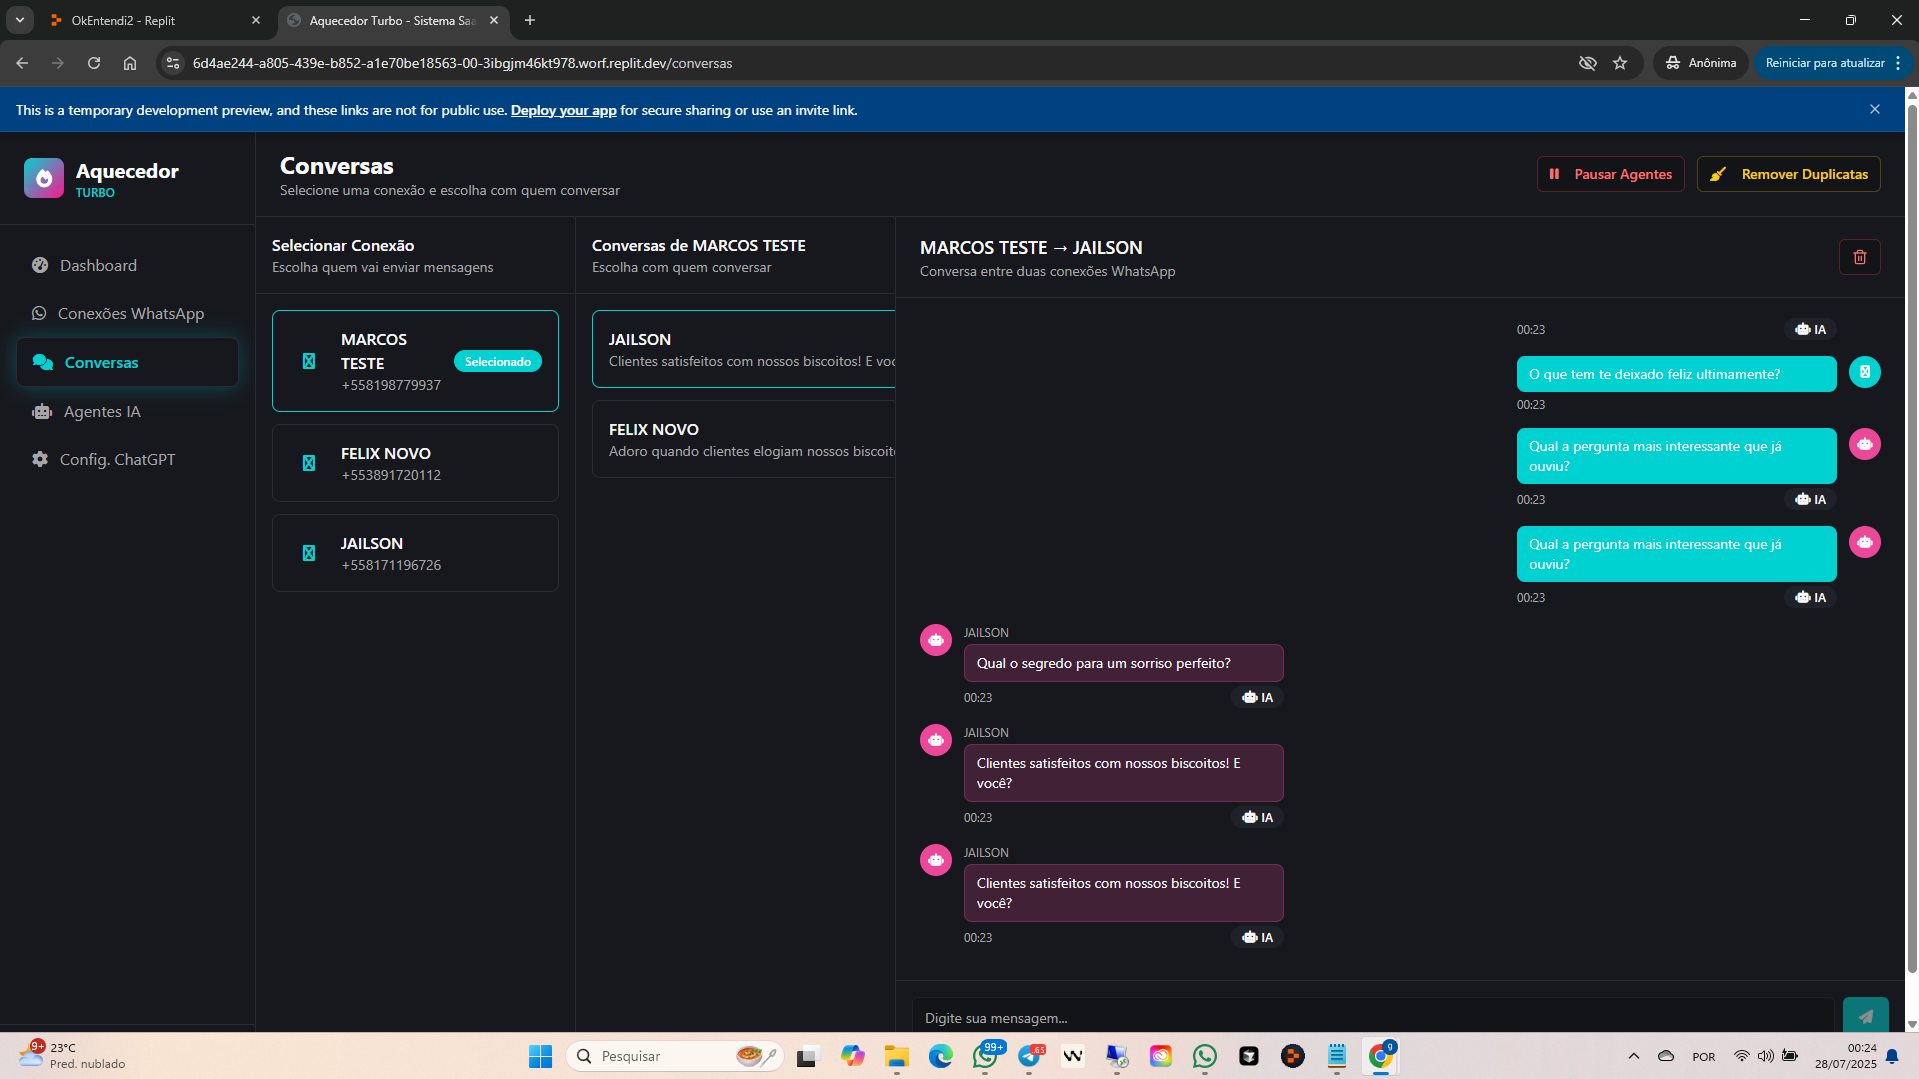 OkEntendi2 - Replit
Aquecedor Turbo - Sistema Saa
6d4ae244-a805-439e-b852-a1e70be18563-00-3ibgjm46kt978.worf.replit.dev/conversas
Anônima
Reiniciar para atualizar
This is a temporary development preview, and these links are not for public use. Deploy your app for secure sharing or use an invite link.
Aquecedor
TURBO
Dashboard
Conexões WhatsApp
Conversas
Agentes IA
Config. ChatGPT
Conversas
Selecione uma conexão e escolha com quem conversar
Pausar Agentes
Remover Duplicatas
Selecionar Conexão
Escolha quem vai enviar mensagens
MARCOS
TESTE
+558198779937
Selecionado
FELIX NOVO
+553891720112
JAILSON
+558171196726
Conversas de MARCOS TESTE
Escolha com quem conversar
JAILSON
Clientes satisfeitos com nossos biscoitos! E voc
FELIX NOVO
Adoro quando clientes elogiam nossos biscoit
MARCOS TESTE → JAILSON
Conversa entre duas conexões WhatsApp
00:23
IA
O que tem te deixado feliz ultimamente?
00:23
Qual a pergunta mais interessante que já
ouviu?
00:23
IA
Qual a pergunta mais interessante que já
ouviu?
00:23
IA
JAILSON
Qual o segredo para um sorriso perfeito?
00:23
IA
JAILSON
Clientes satisfeitos com nossos biscoitos! E
você?
00:23
IA
JAILSON
Clientes satisfeitos com nossos biscoitos! E
você?
00:23
IA
Digite sua mensagem...
9+
23°C
Pred. nublado
Pesquisar
99+
65
POR
00:24
28/07/2025